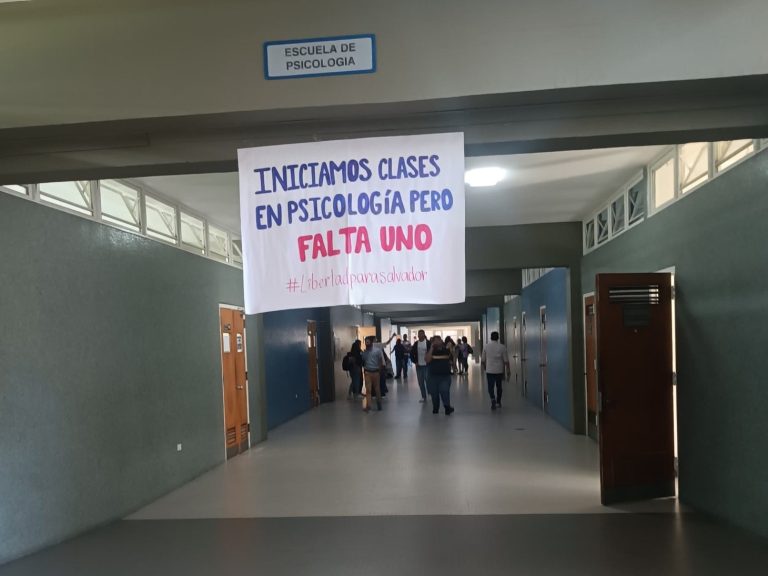 ESCUELA DE
PSICOLOGIA
INICIAMOS CLASES
EN PSICOLOGÍA PERO
FALTA UNO
#Libertadparasalvador